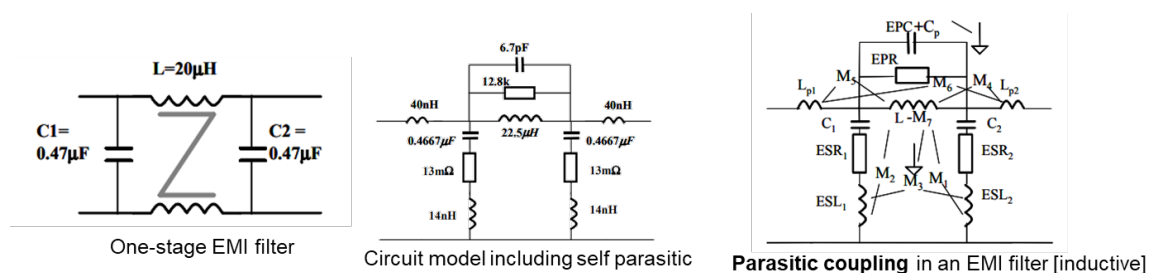 L=20μH
C1=
0.47μF
C2 =
0.47μF
One-stage EMI filter
6.7pF
12.8k
40nH
40nH
22.5μH
0.4667μF
0.4667μF
13mΩ
13mΩ
14nH
14nH
Circuit model including self parasitic
EPC+Cp
EPR
Lp1
M5
M6
M4
Lp2
C1
L -M7
C2
ESR1
ESR2
M2
M3
M1
ESL1
ESL2
Parasitic coupling in an EMI filter [inductive]